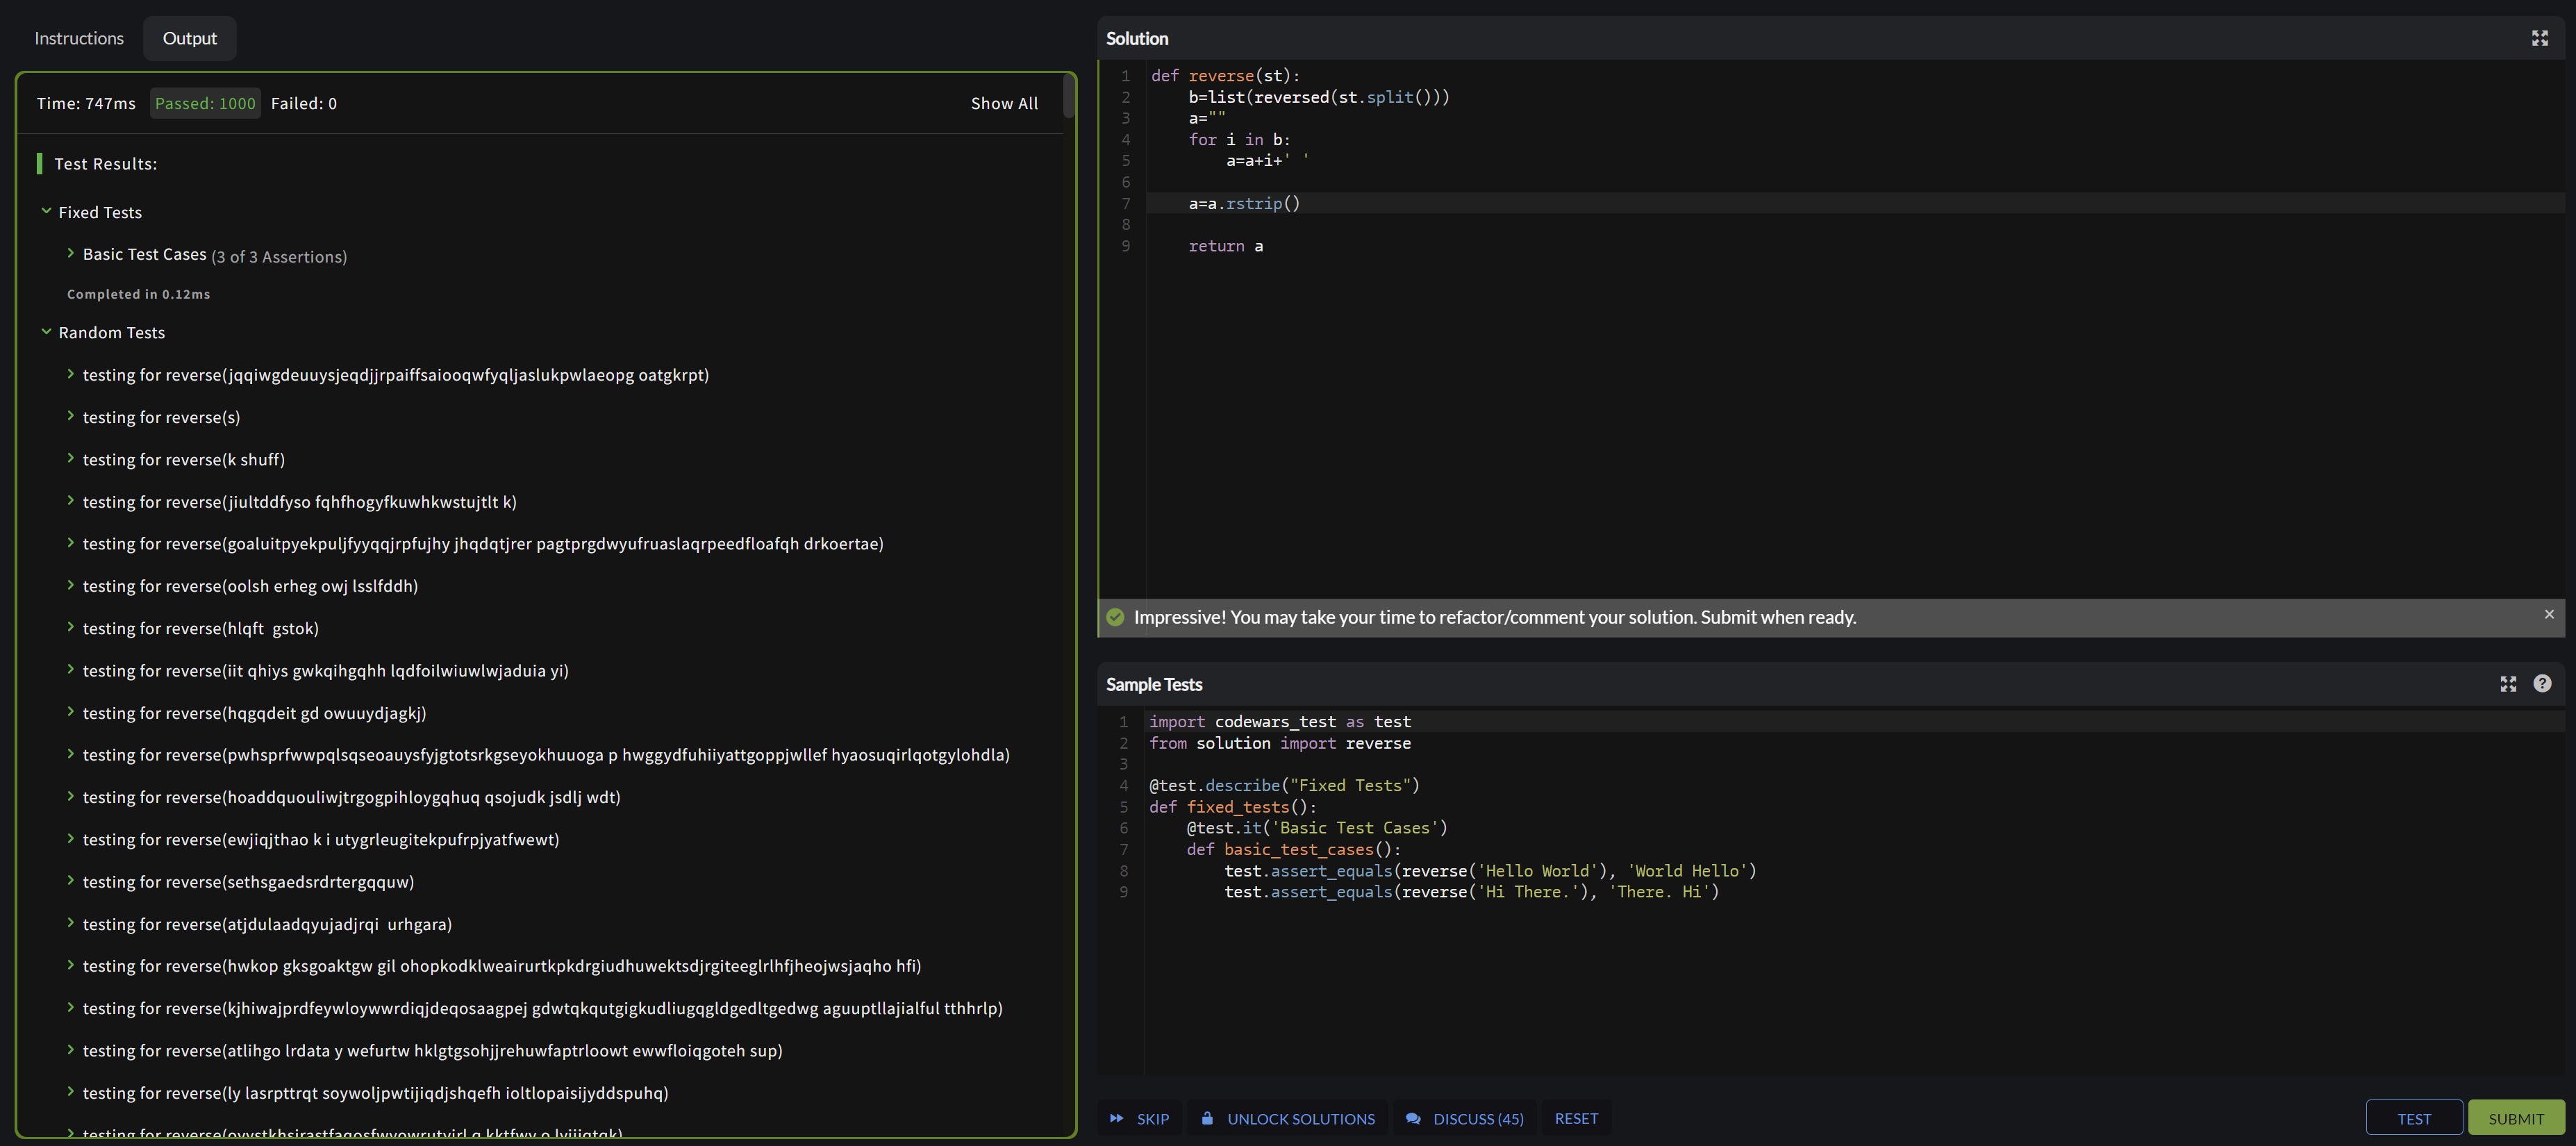 Instructions
Output
Time: 747ms Passed: 1000 Failed: 0 Show All
Test Results:
Fixed Tests
Basic Test Cases (3 of 3 Assertions)
Completed in 0.12ms
Random Tests
testing for reverse(jqqiwgdeuuysjeqdjjrpaiffsaiooqwfyqljaslukpwlaeopg oatgkrpt)
testing for reverse(s)
testing for reverse(k shuff)
testing for reverse(jiultddfyso fqhfhogyfkuwhkwstujtlt k)
testing for reverse(goaluitpyekpuljfyyqqjrpfujhy jhqdqtjrer pagtprgdwyufruaslaqrpeedfloafqh drkoertae)
testing for reverse(oolsh erheg owj lsslfddh)
testing for reverse(hlqft  gstok)
testing for reverse(iit qhiys gwkqihgqhh lqdfoilwiuwlwjaduia yi)
testing for reverse(hqgqdeit gd owuuydjagkj)
testing for reverse(pwhsprfwwpqlsqseoauysfyjgtotsrkgseyokhuuoga p hwggydfuhiiyattgoppjwllef hyaosuqirlqotgylohdla)
testing for reverse(hoaddquouliwjtrgogpihloygqhuq qsojudk jsdlj wdt)
testing for reverse(ewjiqjthao k i utygrleugitekpufrpjyatfwewt)
testing for reverse(sethsgaedsrdrtergqquw)
testing for reverse(atjdulaadqyujadjrqi  urhgara)
testing for reverse(hwkop gksgoaktgw gil ohopkodklweairurtkpkdrgiudhuwektsdjrgiteeglrlhfjheojwsjaqho hfi)
testing for reverse(kjhiwajprdfeywloywwrdiqjdeqosaagpej gdwtqkqutgigkudliugqgldgedltgedwg aguuptllajialful tthhrlp)
testing for reverse(atlihgo lrdata y wefurtw hklgtgsohjjrehuwfaptrloowt ewwfloiqgoteh sup)
testing for reverse(ly lasrpttrqt soywoljpwtijiqdjshqefh ioltlopaisijyddspuhq)
testing for
Solution
1 def reverse(st):
2     b=list(reversed(st.split()))
3     a=""
4     for i in b:
5         a=a+i+' '
6
7     a=a.rstrip()
8
9     return a
Impressive! You may take your time to refactor/comment your solution. Submit when ready.
Sample Tests
1 import codewars_test as test
2 from solution import reverse
3
4 @test.describe("Fixed Tests")
5 def fixed_tests():
6     @test.it('Basic Test Cases')
7     def basic_test_cases():
8         test.assert_equals(reverse('Hello World'), 'World Hello')
9         test.assert_equals(reverse('Hi There.'), 'There. Hi')
SKIP
UNLOCK SOLUTIONS
DISCUSS (45)
RESET
TEST
SUBMIT